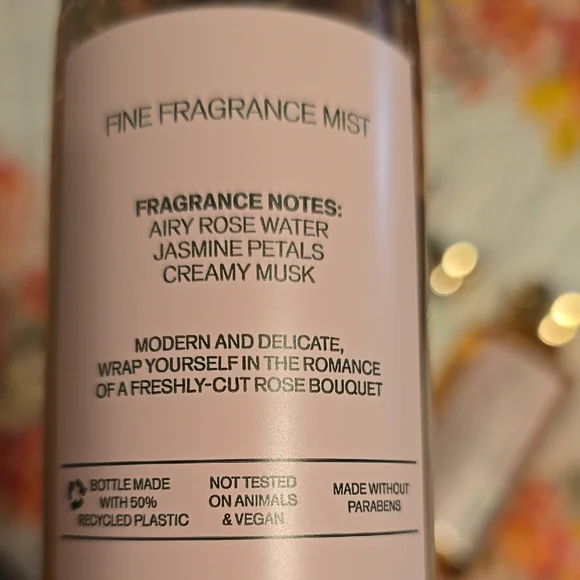 FINE FRAGRANCE MIST
FRAGRANCE NOTES:
AIRY ROSE WATER
JASMINE PETALS
CREAMY MUSK
MODERN AND DELICATE,
WRAP YOURSELF IN THE ROMANCE
OF A FRESHLY-CUT ROSE BOUQUET
BOTTLE MADE
WITH 50%
RECYCLED PLASTIC
NOT TESTED
ON ANIMALS
& VEGAN
MADE WITHOUT
PARABENS